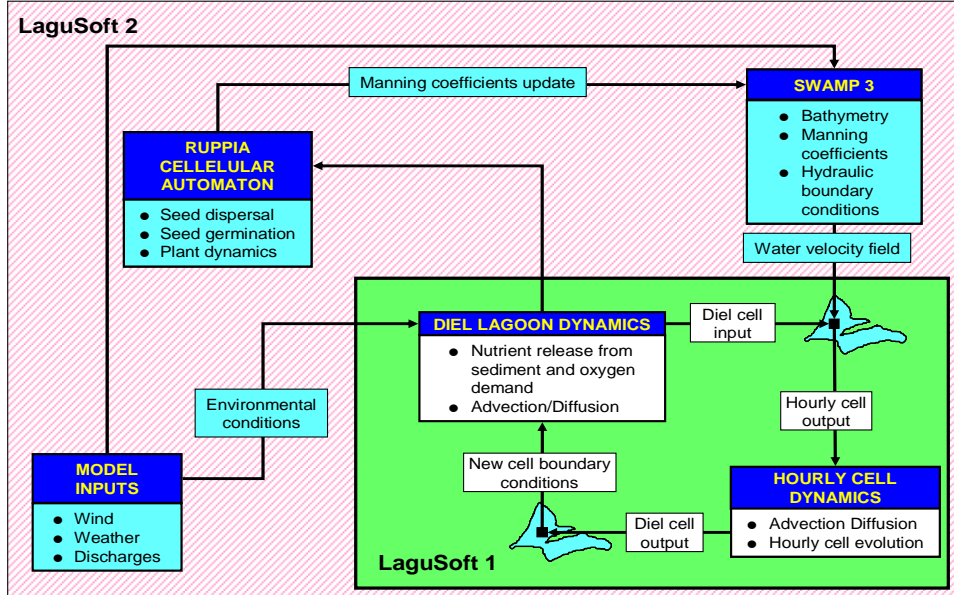 LaguSoft 2
Manning coefficients update
SWAMP 3
● Bathymetry
● Manning
coefficients
● Hydraulic
boundary
conditions
RUPPIA
CELLELULAR
AUTOMATON
● Seed dispersal
● Seed germination
● Plant dynamics
Water velocity field
DIEL LAGOON DYNAMICS
● Nutrient release from
sediment and oxygen
demand
● Advection/Diffusion
Diel cell
input
Environmental
conditions
Hourly cell
output
MODEL
INPUTS
● Wind
● Weather
● Discharges
New cell boundary
conditions
HOURLY CELL
DYNAMICS
● Advection Diffusion
● Hourly cell evolution
Diel cell
output
LaguSoft 1